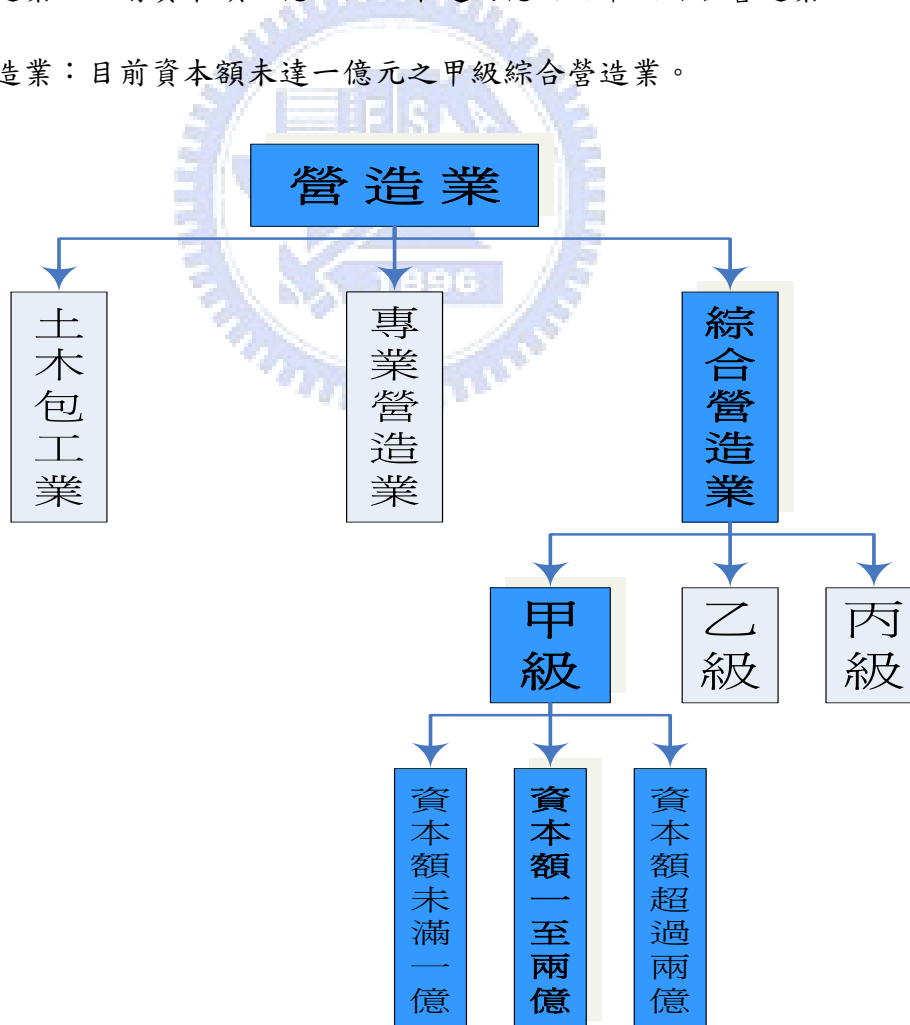 造業：目前資本額未達一億元之甲級綜合營造業。
營造業
土木包工業
專業營造業
綜合營造業
甲級
乙級
丙級
資本額未滿一億
資本額一至兩億
資本額超過兩億
1896